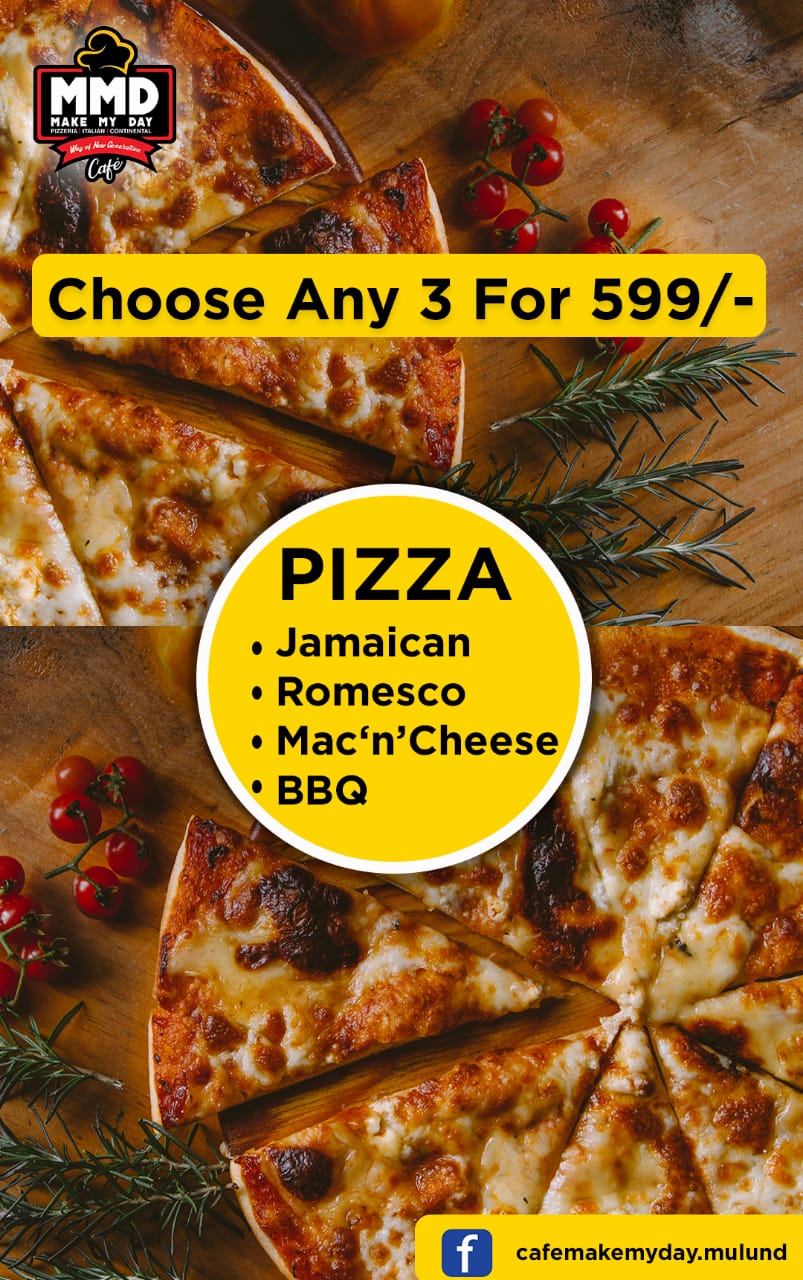 MMD
MAKE MY DAY
PIZZERIA | ITALIAN | CONTINENTAL
Way of New Generation
Café
Choose Any 3 For 599/-
PIZZA
• Jamaican
• Romesco
• Mac‘n’Cheese
• BBQ
f cafemakemyday.mulund